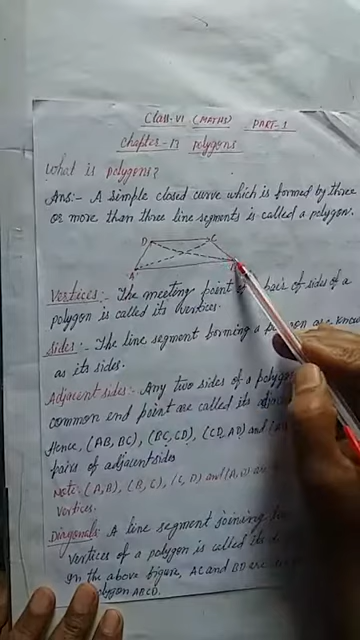 Class-VI (MATHS) PART-1
Chapter-17 Polygons
What is polygons?
Ans:- A simple closed curve which is formed by three
or more than three line segments is called a polygon.
D C
A
Vertices:- The meeting point of pair of sides of a
polygon is called its vertices.
Sides:- The line segment forming a polygon are know
as its sides.
Adjacent sides:- Any two sides of a polygon
common end point are called its
Hence, (AB, BC), (BC, CD), (CD, AD) and
pairs of adjacent sides
Note: (A, B), (B, C), (C, D) and (A, D) are
vertices.
Diagonals: A line segment joining
vertices of a polygon is called its
In the above figure, AC and BD are
polygon ABCD.